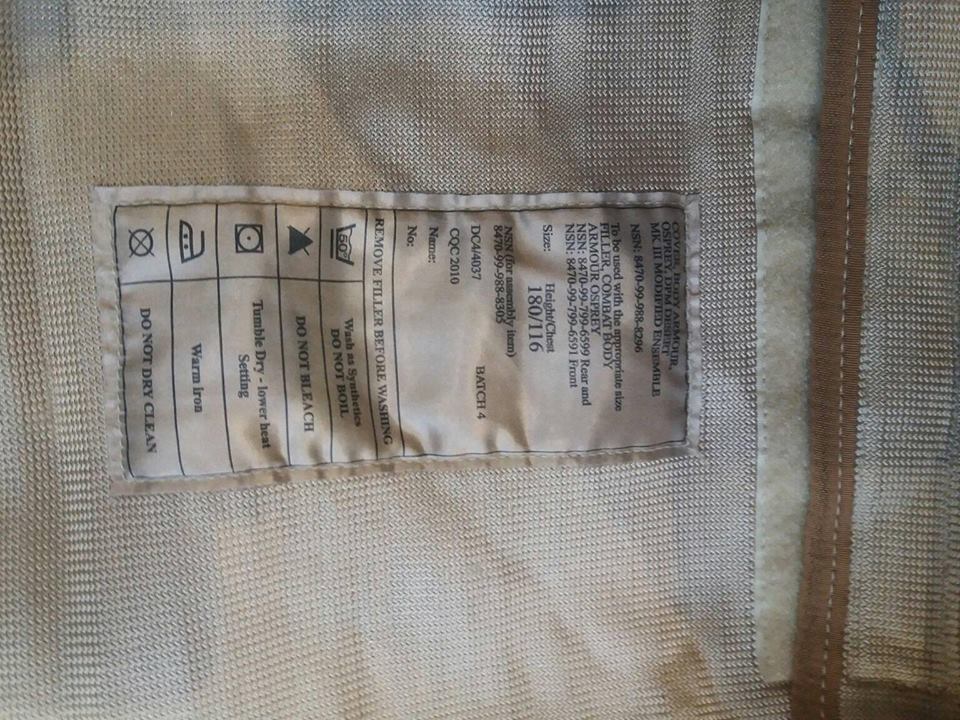 COVER, BODY ARMOUR,
OSPREY, DPM DESERT
MK III MODIFIED ENSEMBLE
NSN: 8470-99-988-8296
To be used with the appropriate size
FILLER, COMBAT BODY
ARMOUR OSPREY
NSN: 8470-99-799-6599 Rear and
NSN: 8470-99-799-6591 Front
Size: Height/Chest
180/116
NSN (for assembly item)
8470-99-988-8305
DC4/4037 BATCH 4
CQC 2010
Name:
No:
REMOVE FILLER BEFORE WASHING
50° Wash as Synthetics
DO NOT BOIL
DO NOT BLEACH
Tumble Dry - lower heat
Setting
Warm iron
DO NOT DRY CLEAN